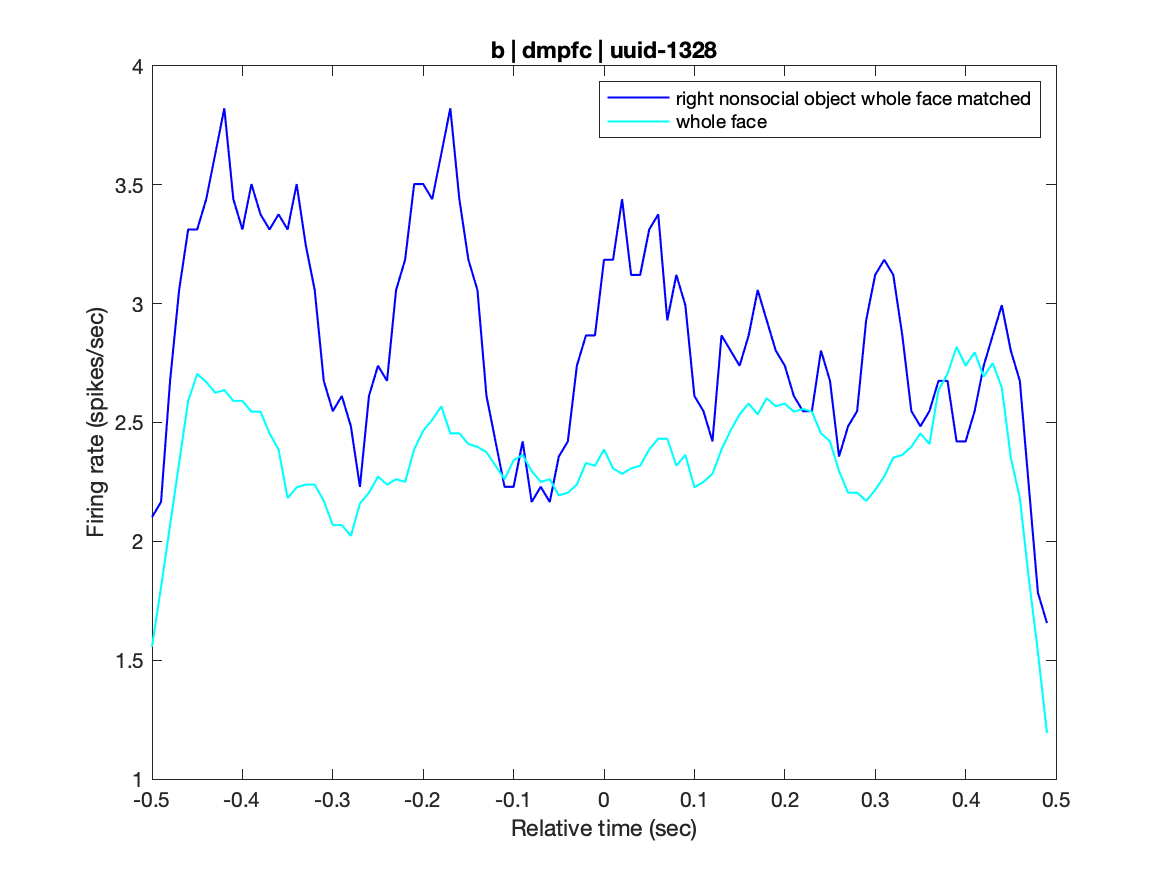 b | dmpfc | uuid-1328
right nonsocial object whole face matched
whole face
4
3.5
3
2.5
2
1.5
1
Firing rate (spikes/sec)
-0.5 -0.4 -0.3 -0.2 -0.1 0 0.1 0.2 0.3 0.4 0.5
Relative time (sec)